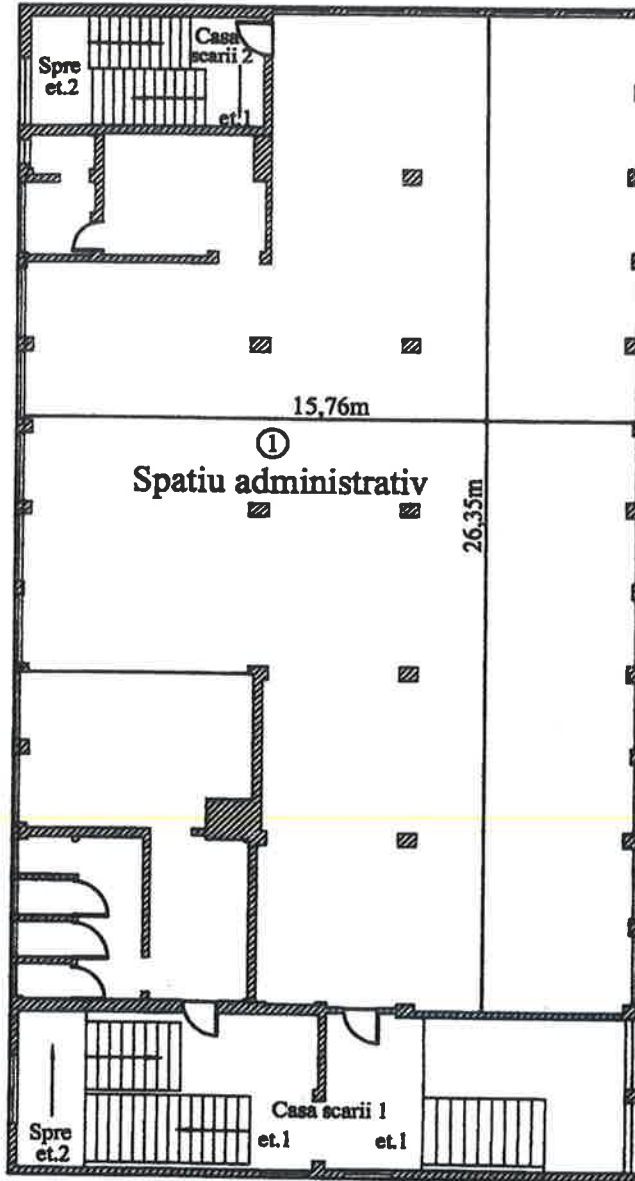 Casa
scarii 2
Spre
et.2
et.1
15,76m
1
Spatiu administrativ
26,35m
Casa scarii 1
Spre
et.2
et.1
et.1